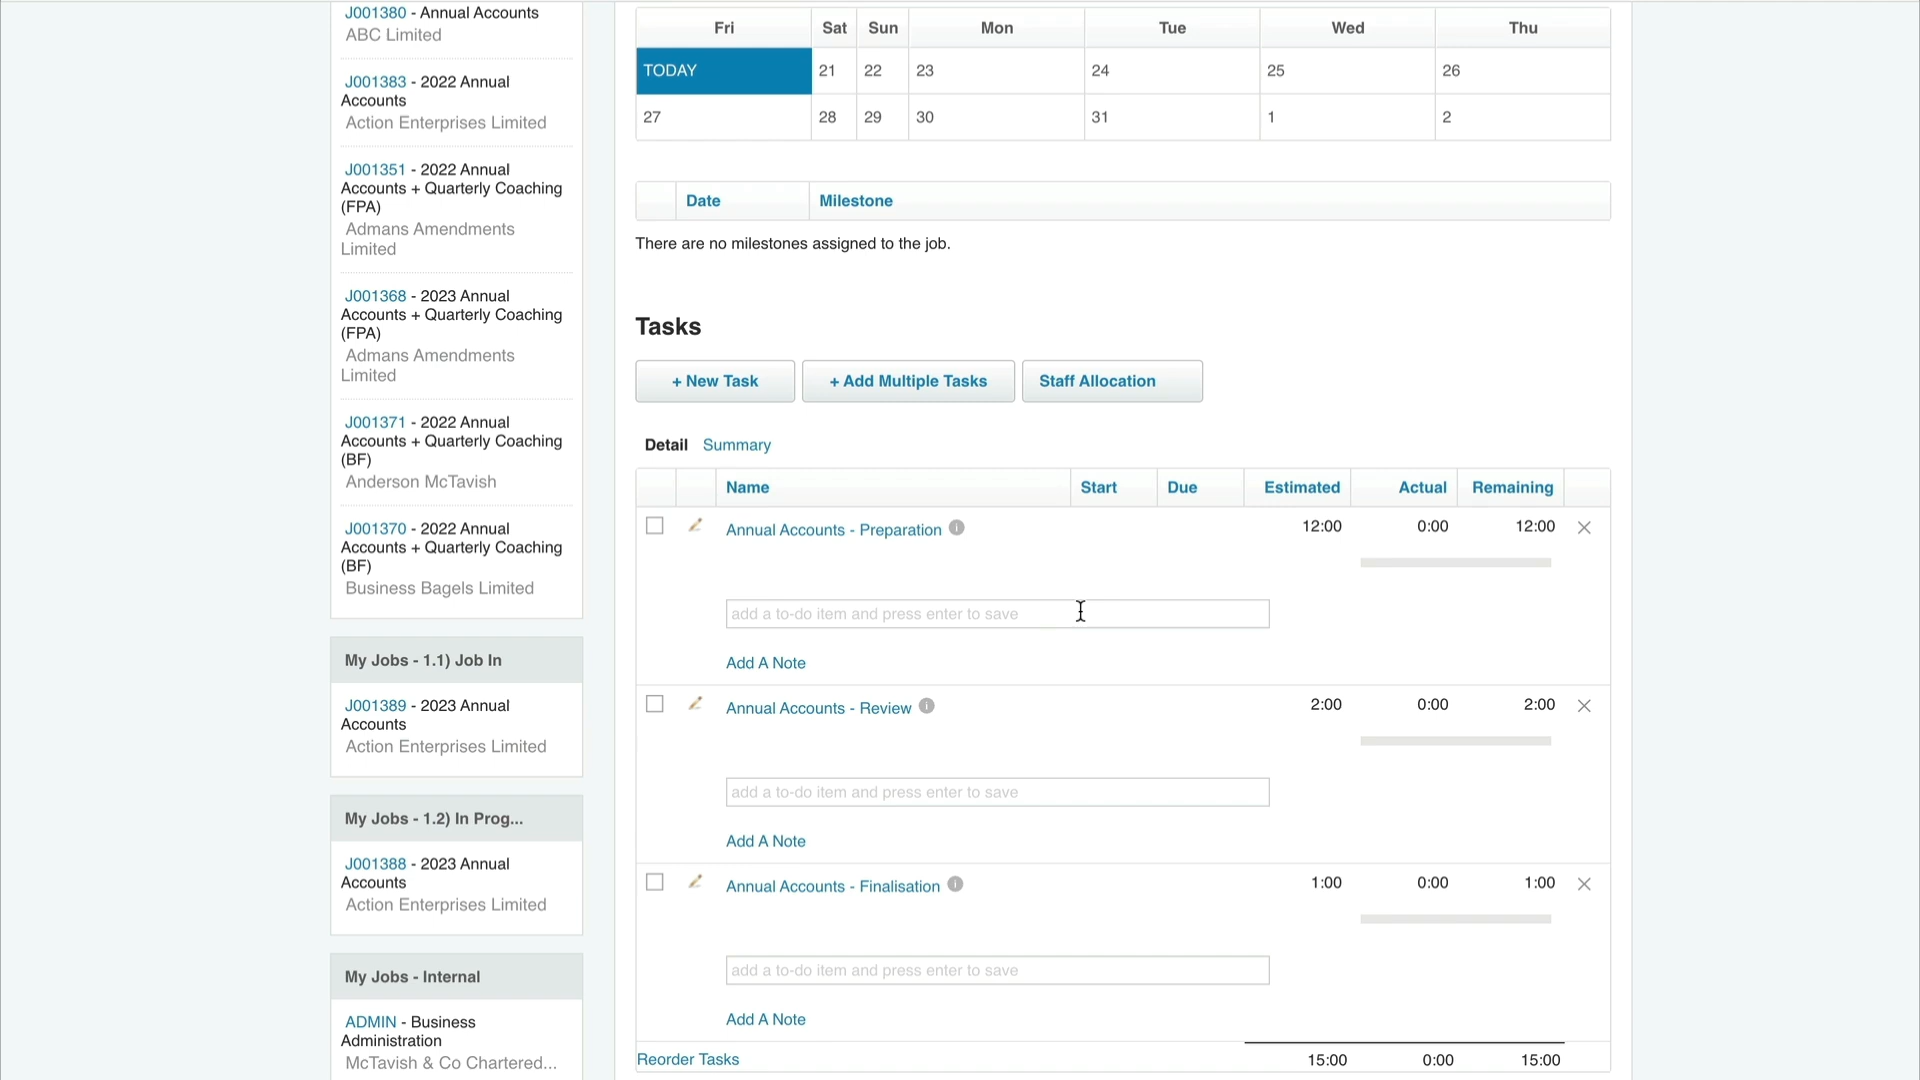 J001380 - Annual Accounts
ABC Limited
J001383 - 2022 Annual
Accounts
Action Enterprises Limited
J001351 - 2022 Annual
Accounts + Quarterly Coaching
(FPA)
Admans Amendments
Limited
J001368 - 2023 Annual
Accounts + Quarterly Coaching
(FPA)
Admans Amendments
Limited
J001371 - 2022 Annual
Accounts + Quarterly Coaching
(BF)
Anderson McTavish
J001370 - 2022 Annual
Accounts + Quarterly Coaching
(BF)
Business Bagels Limited
My Jobs - 1.1) Job In
J001389 - 2023 Annual
Accounts
Action Enterprises Limited
My Jobs - 1.2) In Prog...
J001388 - 2023 Annual
Accounts
Action Enterprises Limited
My Jobs - Internal
ADMIN - Business
Administration
McTavish & Co Chartered...
Fri Sat Sun Mon Tue Wed Thu
TODAY 21 22 23 24 25 26
27 28 29 30 31 1 2
Date Milestone
There are no milestones assigned to the job.
Tasks
+ New Task + Add Multiple Tasks Staff Allocation
Detail Summary
Name Start Due Estimated Actual Remaining
Annual Accounts - Preparation 12:00 0:00 12:00
add a to-do item and press enter to save
Add A Note
Annual Accounts - Review 2:00 0:00 2:00
add a to-do item and press enter to save
Add A Note
Annual Accounts - Finalisation 1:00 0:00 1:00
add a to-do item and press enter to save
Add A Note
Reorder Tasks 15:00 0:00 15:00